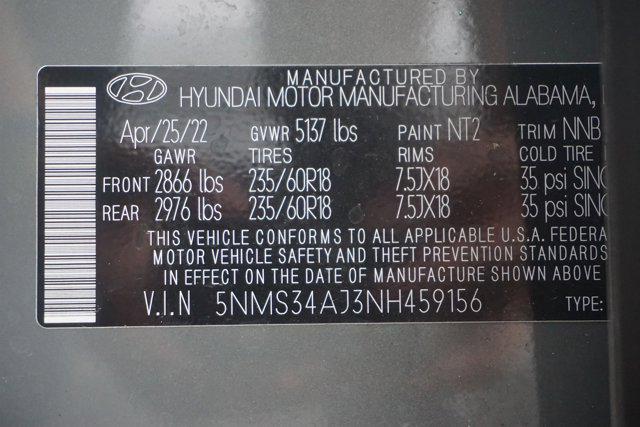 MANUFACTURED BY
HYUNDAI MOTOR MANUFACTURING ALABAMA,
Apr/25/22 GVWR 5137 lbs PAINT NT2 TRIM NNB
GAWR TIRES RIMS COLD TIRE
FRONT 2866 lbs 235/60R18 7.5JX18 35 psi SING
REAR 2976 lbs 235/60R18 7.5JX18 35 psi SING
THIS VEHICLE CONFORMS TO ALL APPLICABLE U.S.A. FEDERA
MOTOR VEHICLE SAFETY AND THEFT PREVENTION STANDARDS
IN EFFECT ON THE DATE OF MANUFACTURE SHOWN ABOVE
V.I.N 5NMS34AJ3NH459156 TYPE: